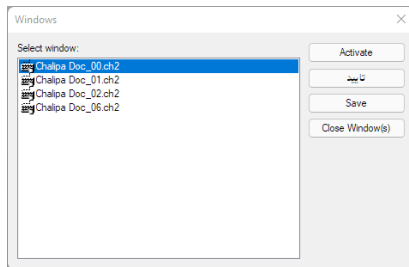 Windows
Select window:
Chalipa Doc_00.ch2
Chalipa Doc_01.ch2
Chalipa Doc_02.ch2
Chalipa Doc_06.ch2
Activate
تایید
Save
Close Window(s)